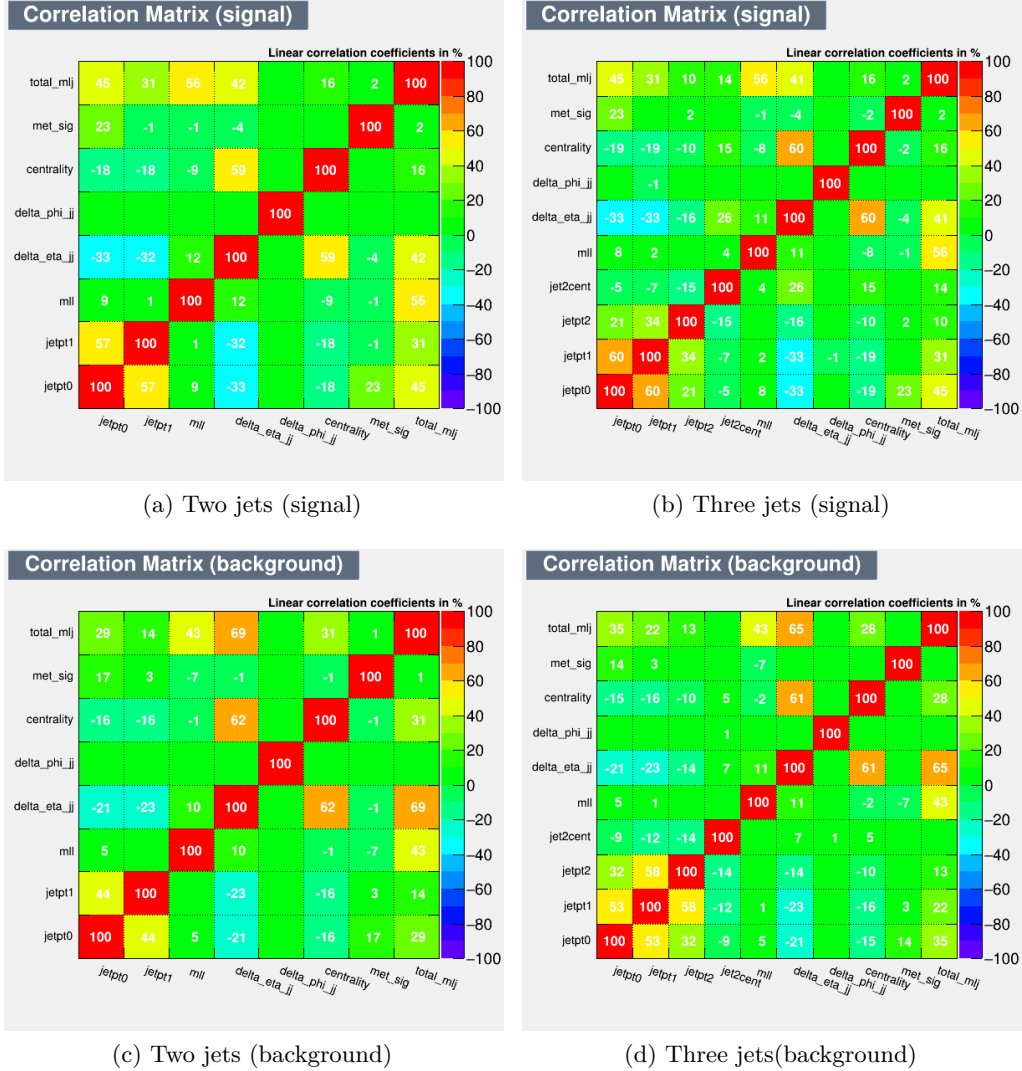 Correlation Matrix (signal)
Linear correlation coefficients in %
total_mlj 45 31 56 42 16 2 100
met_sig 23 -1 -1 -4 100 2
centrality -18 -18 -9 59 100 16
delta_phi_jj 100
delta_eta_jj -33 -32 12 100 59 -4 42
mll 9 1 100 12 -9 -1 56
jetpt1 57 100 1 -32 -18 -1 31
jetpt0 100 57 9 -33 -18 23 45
jetpt0 jetpt1 mll delta_eta_jj delta_phi_jj centrality met_sig total_mlj
100 80 60 40 20 0 −20 −40 −60 −80 −100
(a) Two jets (signal)
Correlation Matrix (signal)
Linear correlation coefficients in %
total_mlj 45 31 10 14 56 41 16 2 100
met_sig 23 2 -1 -4 -2 100 2
centrality -19 -19 -10 15 -8 60 100 -2 16
delta_phi_jj -1 100
delta_eta_jj -33 -33 -16 26 11 100 60 -4 41
mll 8 2 4 100 11 -8 -1 56
jet2cent -5 -7 -15 100 4 26 15 14
jetpt2 21 34 100 -15 -16 -10 2 10
jetpt1 60 100 34 -7 2 -33 -1 -19 31
jetpt0 100 60 21 -5 8 -33 -19 23 45
jetpt0 jetpt1 jetpt2 jet2cent mll delta_eta_jj delta_phi_jj centrality met_sig total_mlj
100 80 60 40 20 0 −20 −40 −60 −80 −100
(b) Three jets (signal)
Correlation Matrix (background)
Linear correlation coefficients in %
total_mlj 29 14 43 69 31 1 100
met_sig 17 3 -7 -1 -1 100 1
centrality -16 -16 -1 62 100 -1 31
delta_phi_jj 100
delta_eta_jj -21 -23 10 100 62 -1 69
mll 5 100 10 -1 -7 43
jetpt1 44 100 -23 -16 3 14
jetpt0 100 44 5 -21 -16 17 29
jetpt0 jetpt1 mll delta_eta_jj delta_phi_jj centrality met_sig total_mlj
100 80 60 40 20 0 −20 −40 −60 −80 −100
(c) Two jets (background)
Correlation Matrix (background)
Linear correlation coefficients in %
total_mlj 35 22 13 43 65 28 100
met_sig 14 3 -7 100
centrality -15 -16 -10 5 -2 61 100 28
delta_phi_jj 1 100
delta_eta_jj -21 -23 -14 7 11 100 61 65
mll 5 1 100 11 -2 -7 43
jet2cent -9 -12 -14 100 7 1 5
jetpt2 32 58 100 -14 -14 -10 13
jetpt1 53 100 58 -12 1 -23 -16 3 22
jetpt0 100 53 32 -9 5 -21 -15 14 35
jetpt0 jetpt1 jetpt2 jet2cent mll delta_eta_jj delta_phi_jj centrality met_sig total_mlj
100 80 60 40 20 0 −20 −40 −60 −80 −100
(d) Three jets(background)